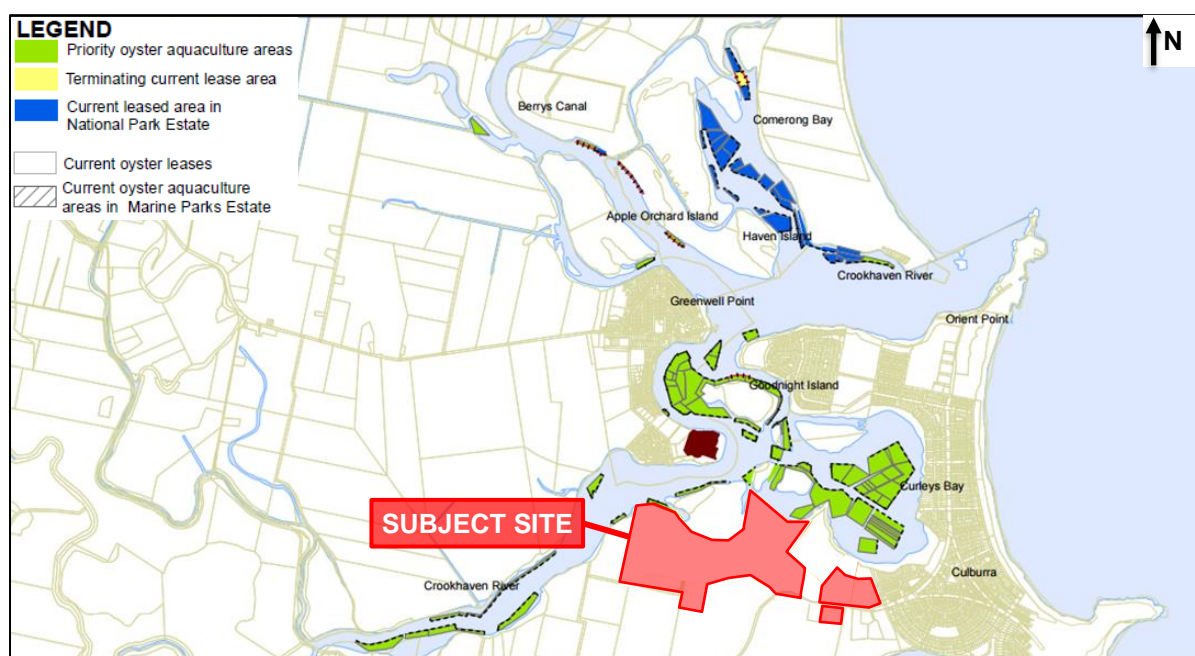 LEGEND
Priority oyster aquaculture areas
Terminating current lease area
Current leased area in
National Park Estate
Current oyster leases
Current oyster aquaculture
areas in Marine Parks Estate
N
Berrys Canal
Comerong Bay
Apple Orchard Island
Haven Island
Crookhaven River
Greenwell Point
Orient Point
Goodnight Island
Curleys Bay
SUBJECT SITE
Culburra
Crookhaven River